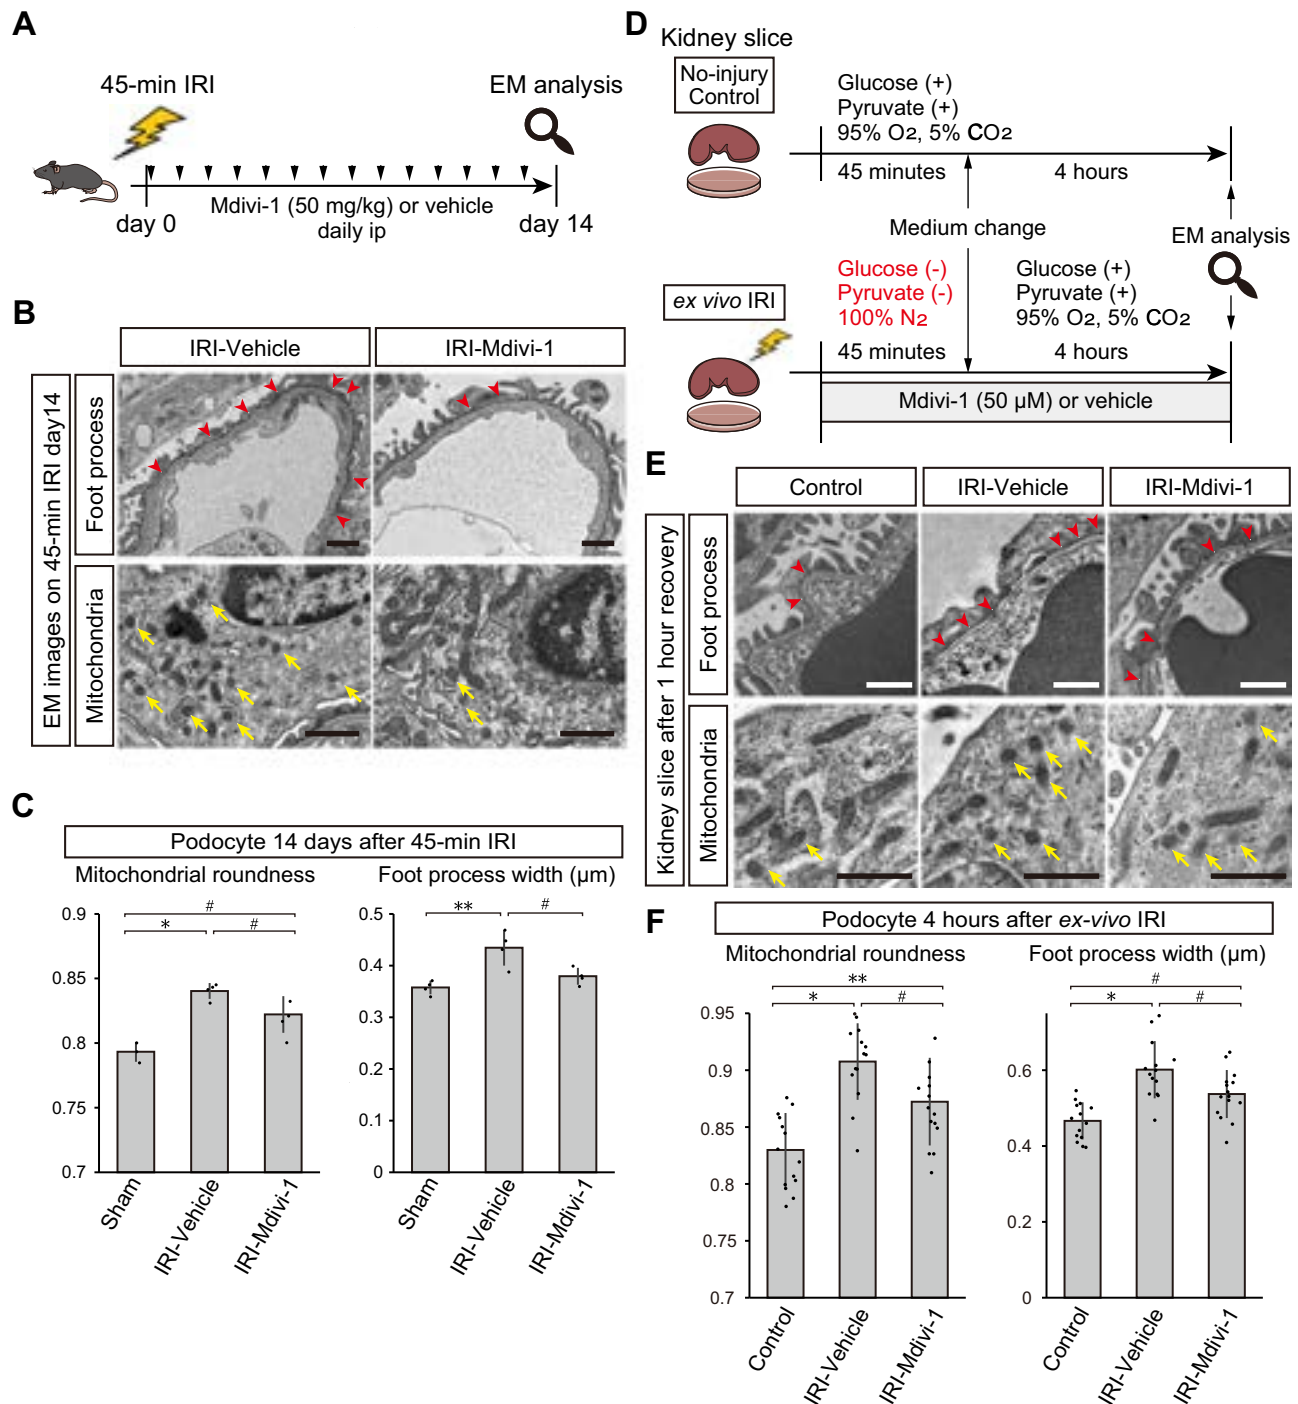 A
45-min IRI
EM analysis
Mdivi-1 (50 mg/kg) or vehicle
daily ip
day 0
day 14
B
IRI-Vehicle
IRI-Mdivi-1
EM images on 45-min IRI day14
Foot process
Mitochondria
C
Podocyte 14 days after 45-min IRI
Mitochondrial roundness
Foot process width (µm)
#
*
#
**
#
0.9
0.85
0.8
0.75
0.7
0.5
0.4
0.3
0.2
0.1
0
Sham
IRI-Vehicle
IRI-Mdivi-1
Sham
IRI-Vehicle
IRI-Mdivi-1
D
Kidney slice
No-injury
Control
Glucose (+)
Pyruvate (+)
95% O2, 5% CO2
45 minutes
4 hours
Medium change
EM analysis
ex vivo IRI
Glucose (-)
Pyruvate (-)
100% N2
Glucose (+)
Pyruvate (+)
95% O2, 5% CO2
45 minutes
4 hours
Mdivi-1 (50 µM) or vehicle
E
Control
IRI-Vehicle
IRI-Mdivi-1
Kidney slice after 1 hour recovery
Foot process
Mitochondria
F
Podocyte 4 hours after ex-vivo IRI
Mitochondrial roundness
Foot process width (µm)
**
*
#
#
*
#
0.95
0.9
0.85
0.8
0.75
0.7
0.6
0.4
0.2
0
Control
IRI-Vehicle
IRI-Mdivi-1
Control
IRI-Vehicle
IRI-Mdivi-1